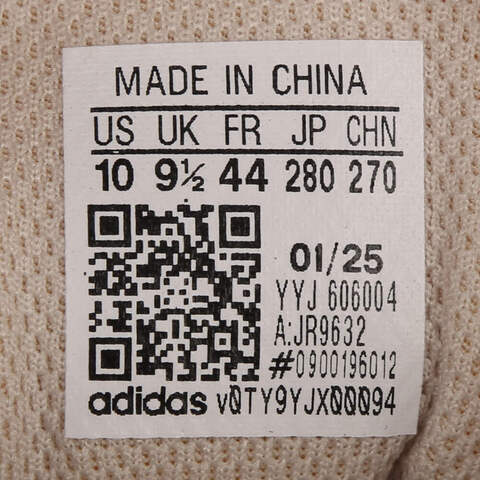 MADE IN CHINA
US UK FR JP CHN
10 9½ 44 280 270
01/25
YYJ 606004
A:JR9632
#0900196012
adidas v0TY9YJX00094